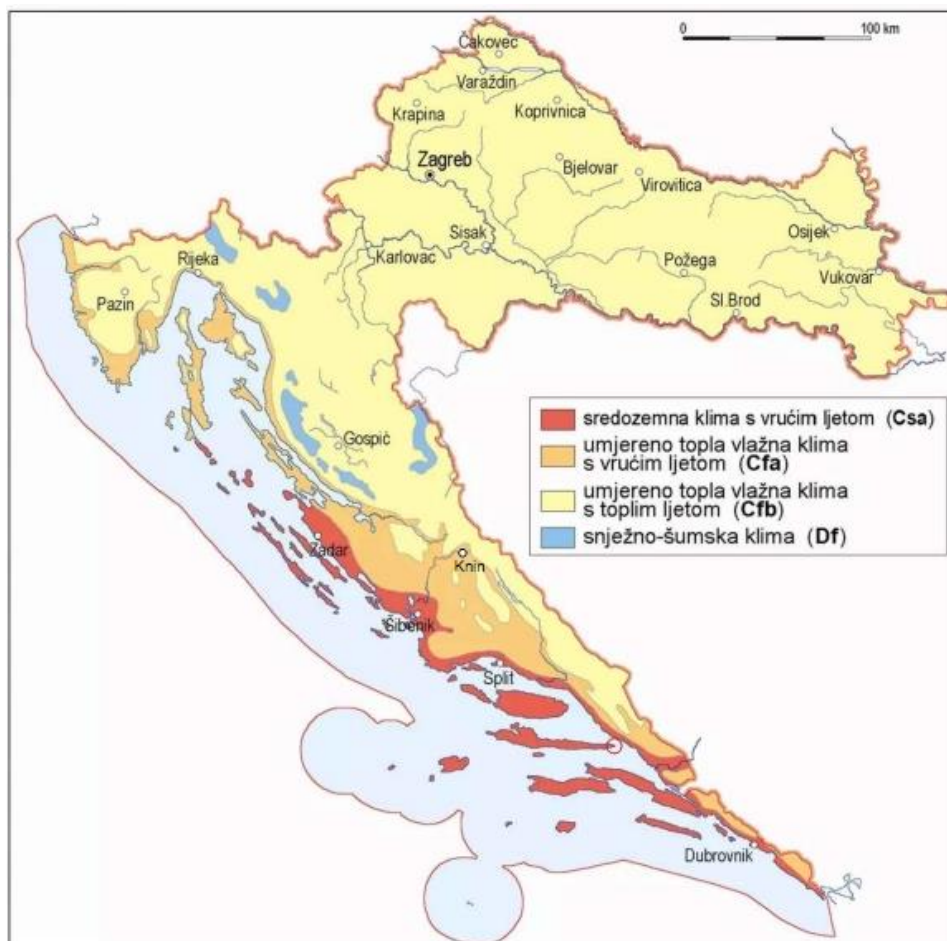 0 100 km
Čakovec
Varaždin
Krapina
Koprivnica
Zagreb
Bjelovar
Virovitica
Sisak
Osijek
Karlovac
Rijeka
Požega
Vukovar
Pazin
Sl.Brod
sredozemna klima s vrućim ljetom (Csa)
umjereno topla vlažna klima
s vrućim ljetom (Cfa)
umjereno topla vlažna klima
s toplim ljetom (Cfb)
snježno-šumska klima (Df)
Gospić
Zadar
Knin
Šibenik
Split
Dubrovnik